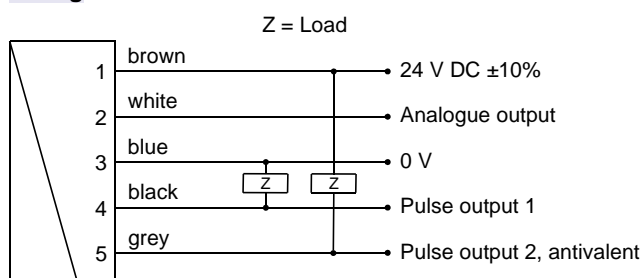 Z = Load
1 brown 24 V DC ±10%
2 white Analogue output
3 blue 0 V
Z Z
4 black Pulse output 1
5 grey Pulse output 2, antivalent